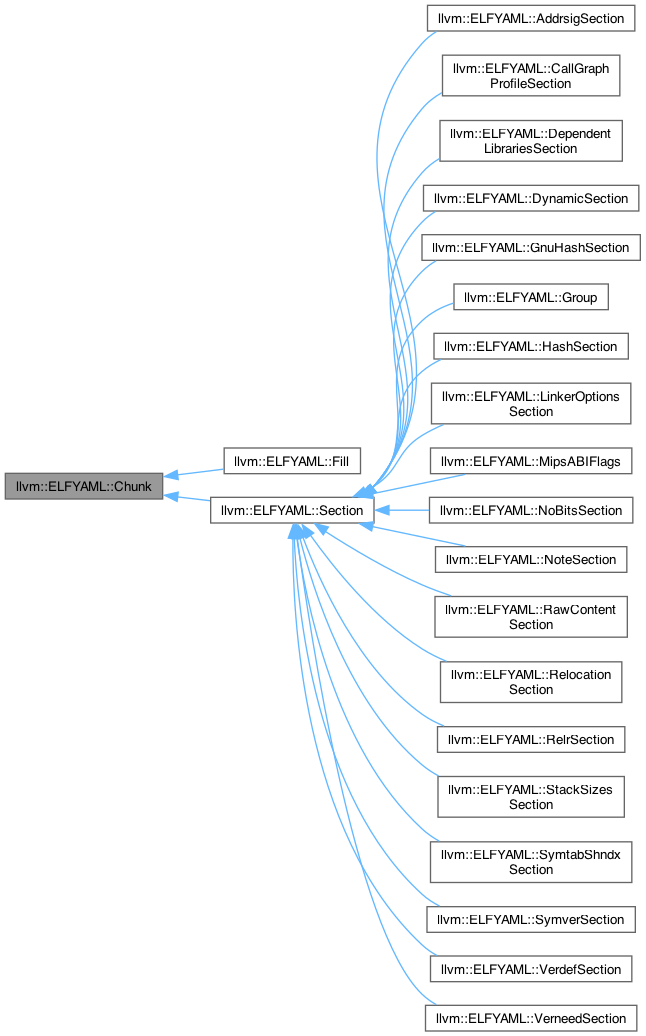 llvm::ELFYAML::AddrsigSection
llvm::ELFYAML::CallGraph
ProfileSection
llvm::ELFYAML::Dependent
LibrariesSection
llvm::ELFYAML::DynamicSection
llvm::ELFYAML::GnuHashSection
llvm::ELFYAML::Group
llvm::ELFYAML::HashSection
llvm::ELFYAML::LinkerOptions
Section
llvm::ELFYAML::Fill
llvm::ELFYAML::MipsABIFlags
llvm::ELFYAML::Chunk
llvm::ELFYAML::Section
llvm::ELFYAML::NoBitsSection
llvm::ELFYAML::NoteSection
llvm::ELFYAML::RawContent
Section
llvm::ELFYAML::Relocation
Section
llvm::ELFYAML::RelrSection
llvm::ELFYAML::StackSizes
Section
llvm::ELFYAML::SymtabShndx
Section
llvm::ELFYAML::SymverSection
llvm::ELFYAML::VerdefSection
llvm::ELFYAML::VerneedSection